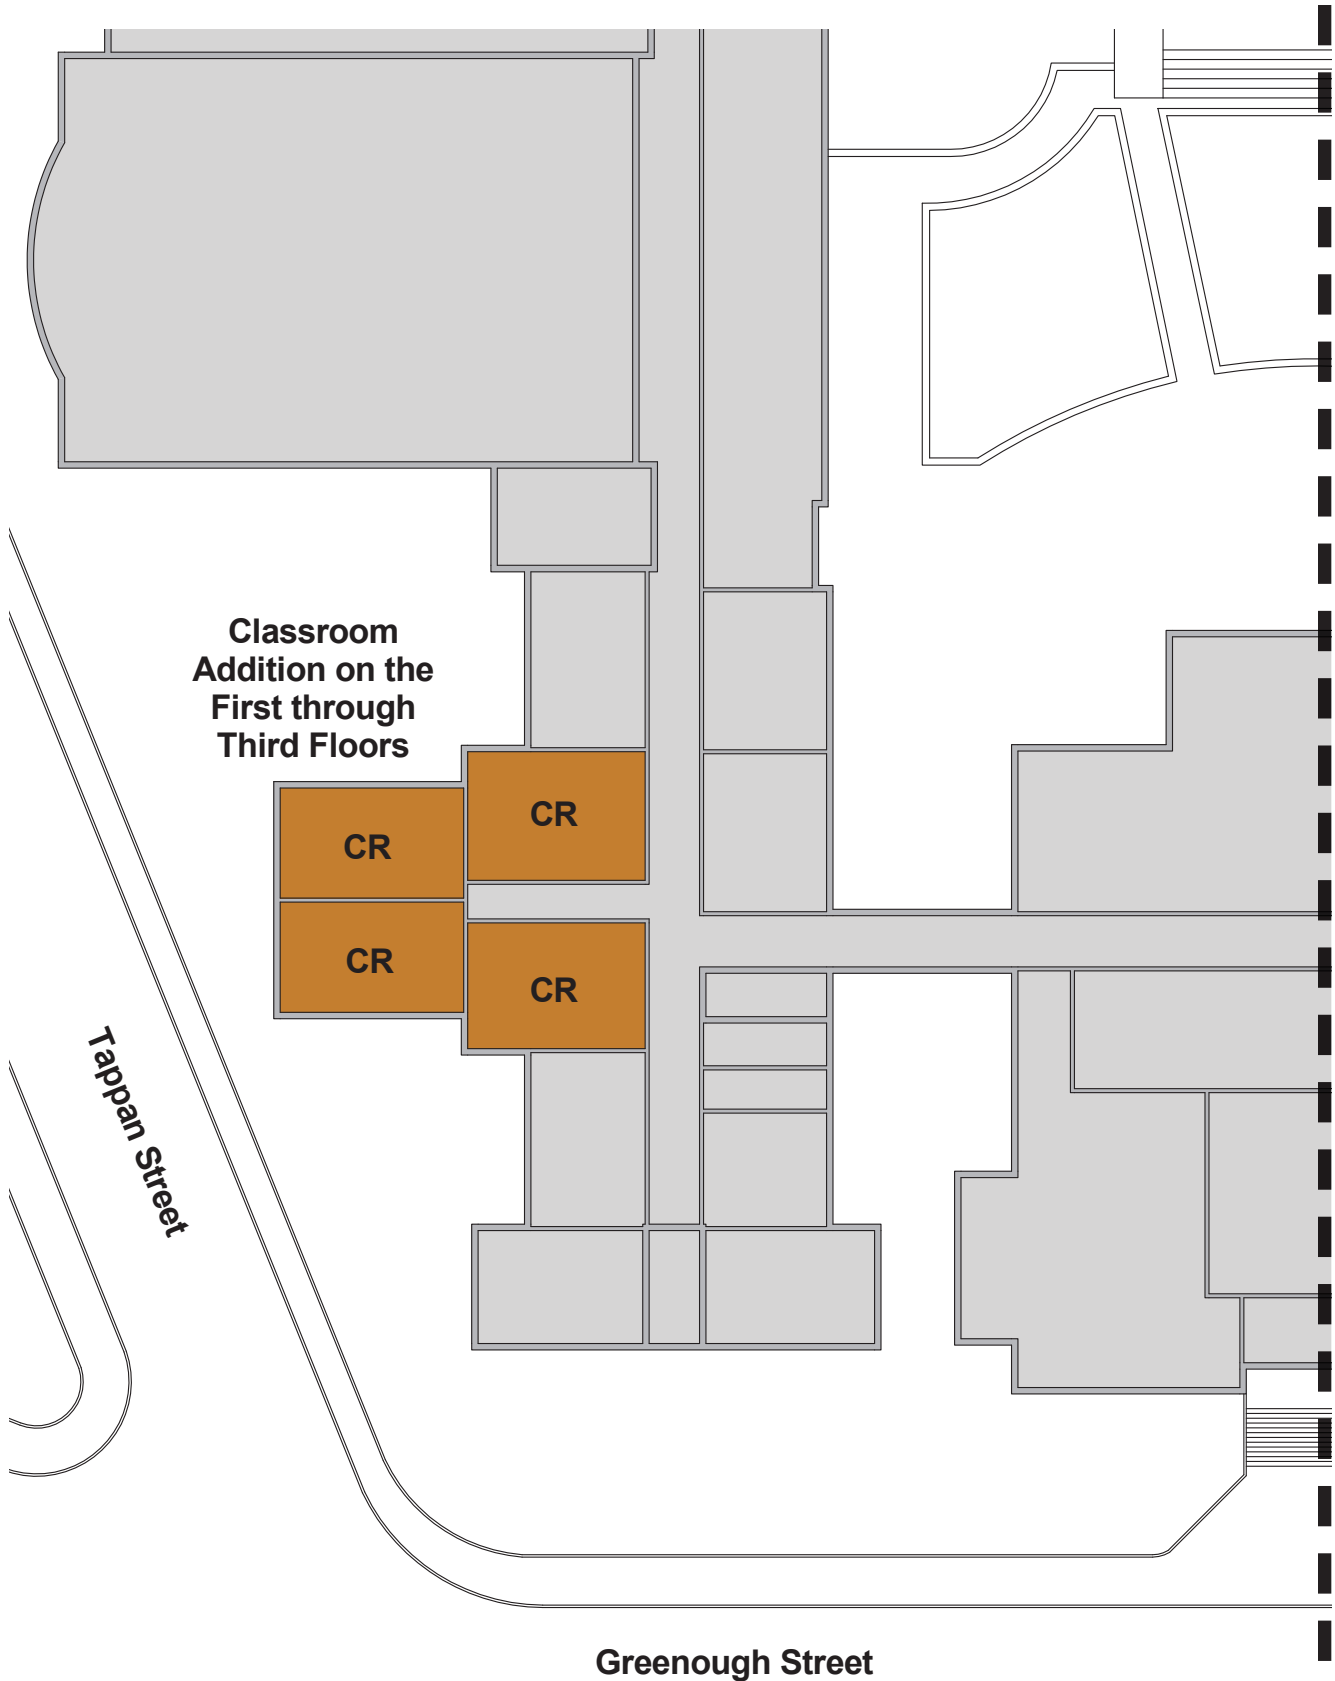 Classroom
Addition on the
First through
Third Floors
CR
CR
CR
CR
Tappan Street
Greenough Street